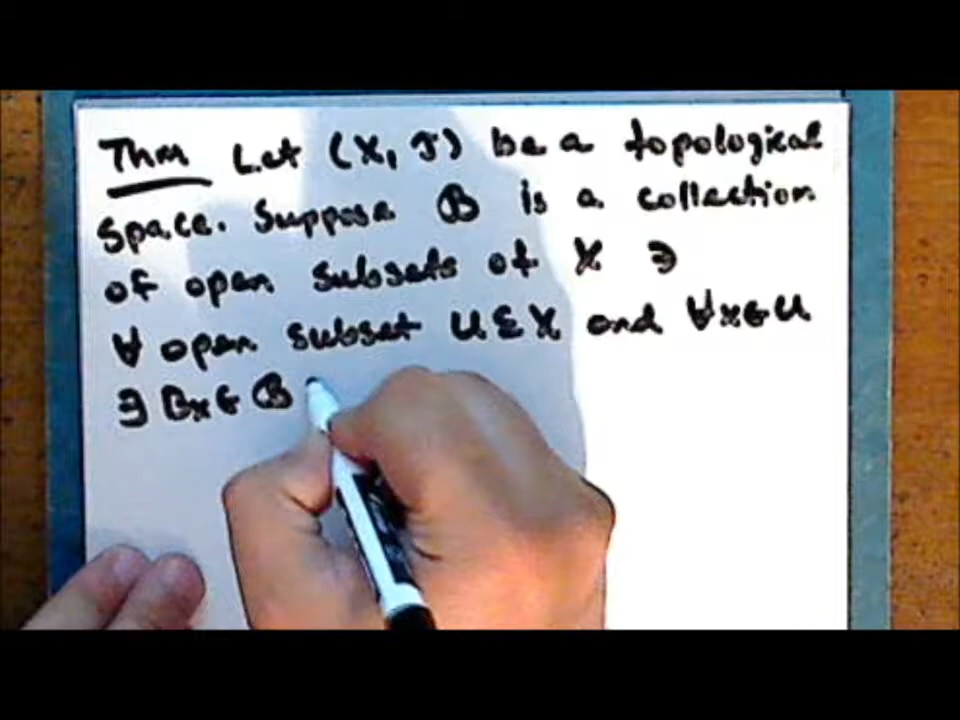 Thm Let (X, 𝒯) be a topological
space. Suppose ℬ is a collection
of open subsets of X ∋
∀ open subset U ⊆ X and ∀x∈U
∃ Bx ∈ ℬ